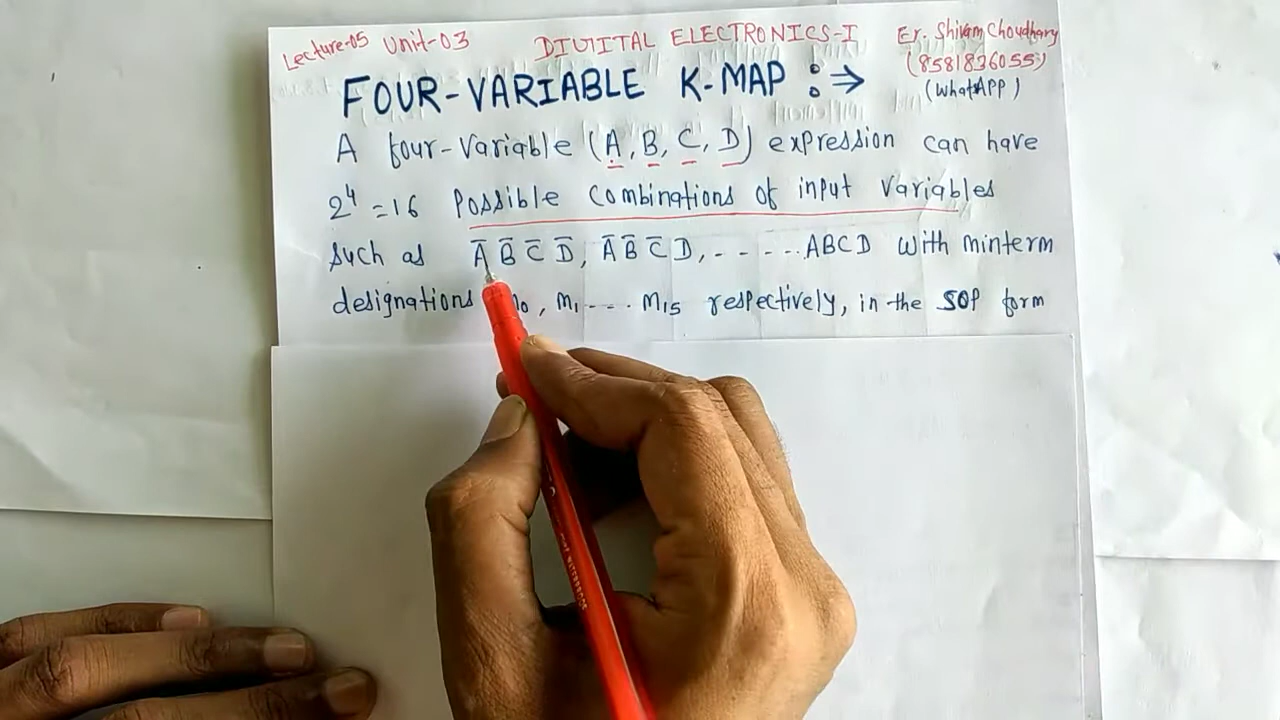 Lecture-05 Unit-03 DIGITAL ELECTRONICS-I Er. Shivam Choudhary
(8581836055)
FOUR-VARIABLE K-MAP :⇒ (WhatsAPP)
A four-variable (A, B, C, D) expression can have
2⁴ = 16 Possible Combinations of input variables
such as A̅ B̅ C̅ D̅, A̅ B̅ C̅ D, - - - - - ABCD with minterm
designations m₀, m₁ - - - . m₁₅ respectively, in the SOP form